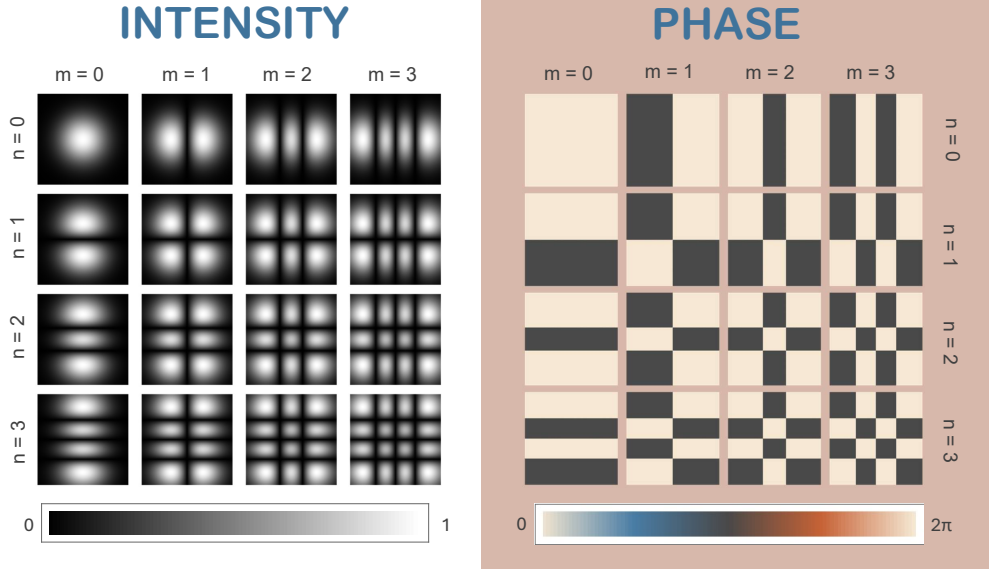 INTENSITY
m = 0 m = 1 m = 2 m = 3
n = 0
n = 1
n = 2
n = 3
0 1
PHASE
m = 0 m = 1 m = 2 m = 3
n = 0
n = 1
n = 2
n = 3
0 2π